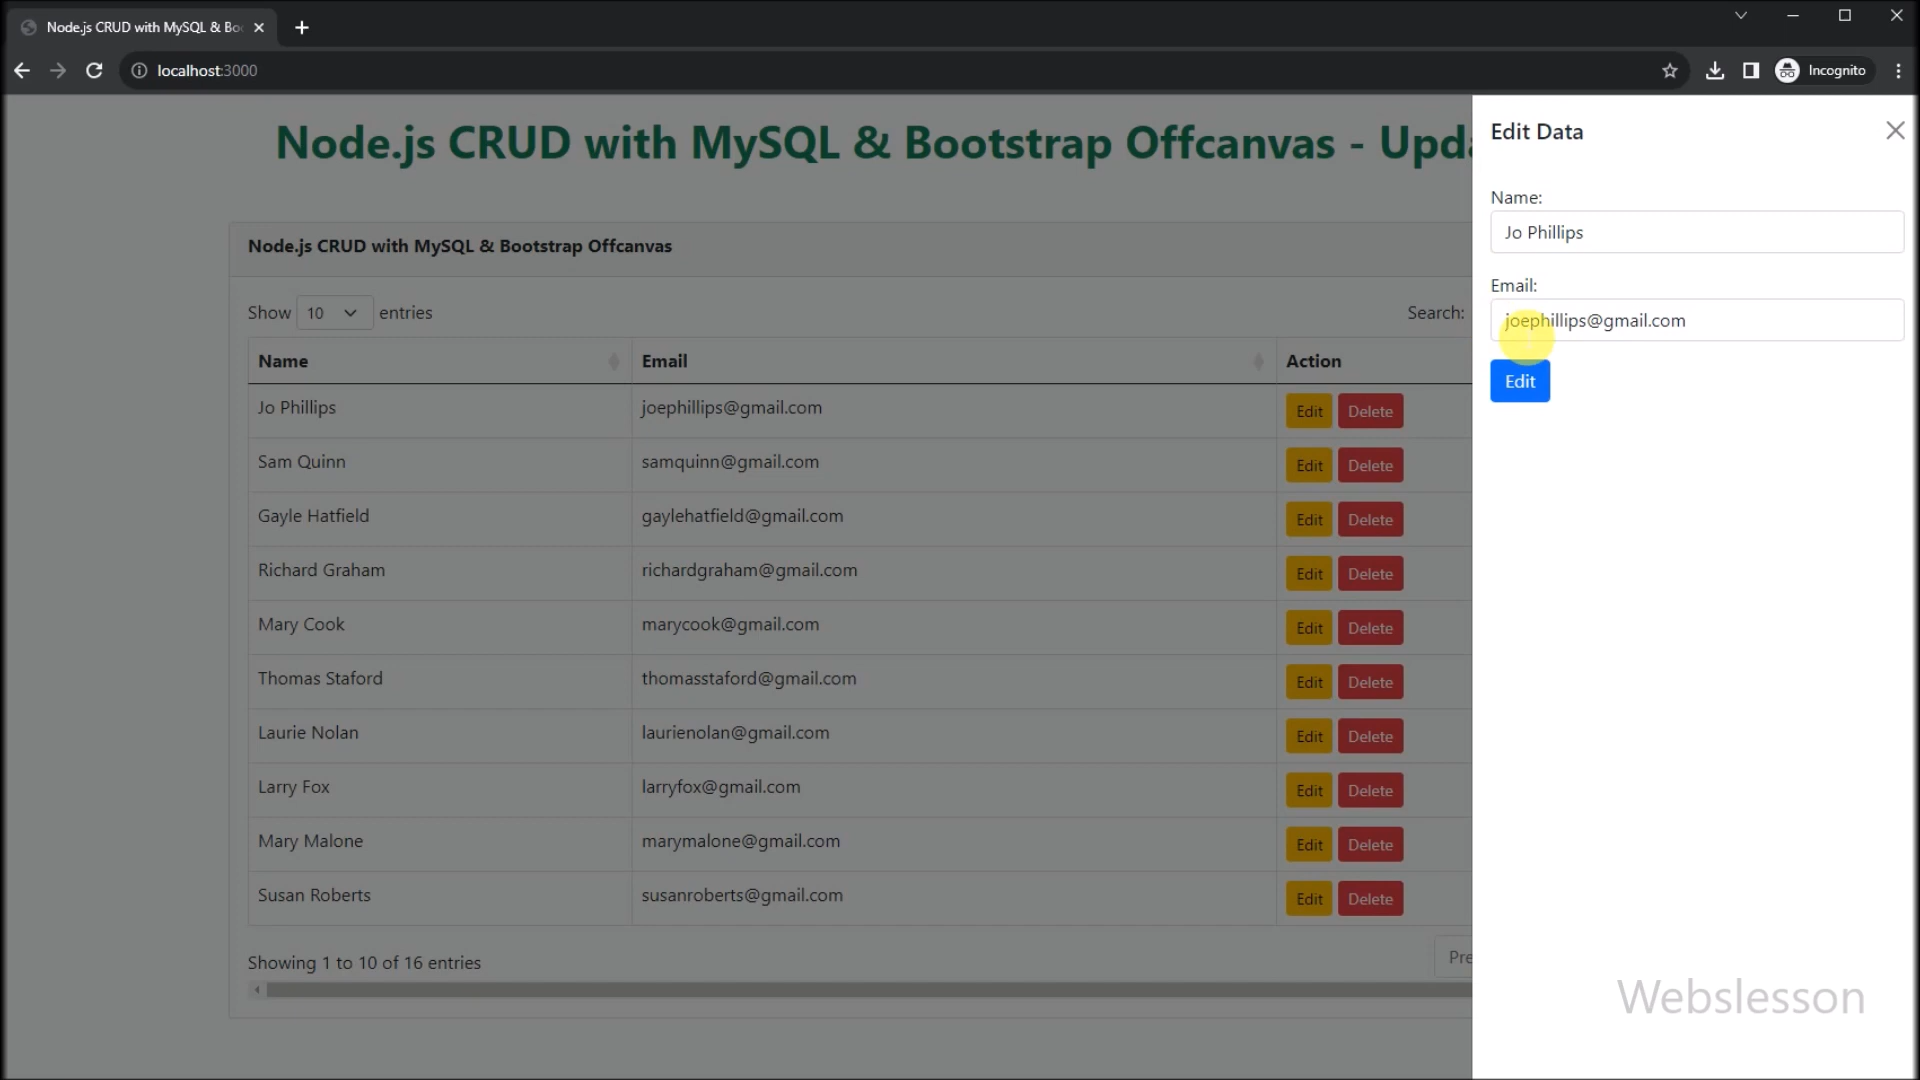 Node.js CRUD with MySQL & Bo
localhost:3000
Incognito
Node.js CRUD with MySQL & Bootstrap Offcanvas - Upda
Node.js CRUD with MySQL & Bootstrap Offcanvas
Show 10 entries Search:
Name Email Action
Jo Phillips joephillips@gmail.com Edit Delete
Sam Quinn samquinn@gmail.com Edit Delete
Gayle Hatfield gaylehatfield@gmail.com Edit Delete
Richard Graham richardgraham@gmail.com Edit Delete
Mary Cook marycook@gmail.com Edit Delete
Thomas Staford thomasstaford@gmail.com Edit Delete
Laurie Nolan laurienolan@gmail.com Edit Delete
Larry Fox larryfox@gmail.com Edit Delete
Mary Malone marymalone@gmail.com Edit Delete
Susan Roberts susanroberts@gmail.com Edit Delete
Showing 1 to 10 of 16 entries Pre
Edit Data
Name:
Jo Phillips
Email:
joephillips@gmail.com
Edit
Webslesson